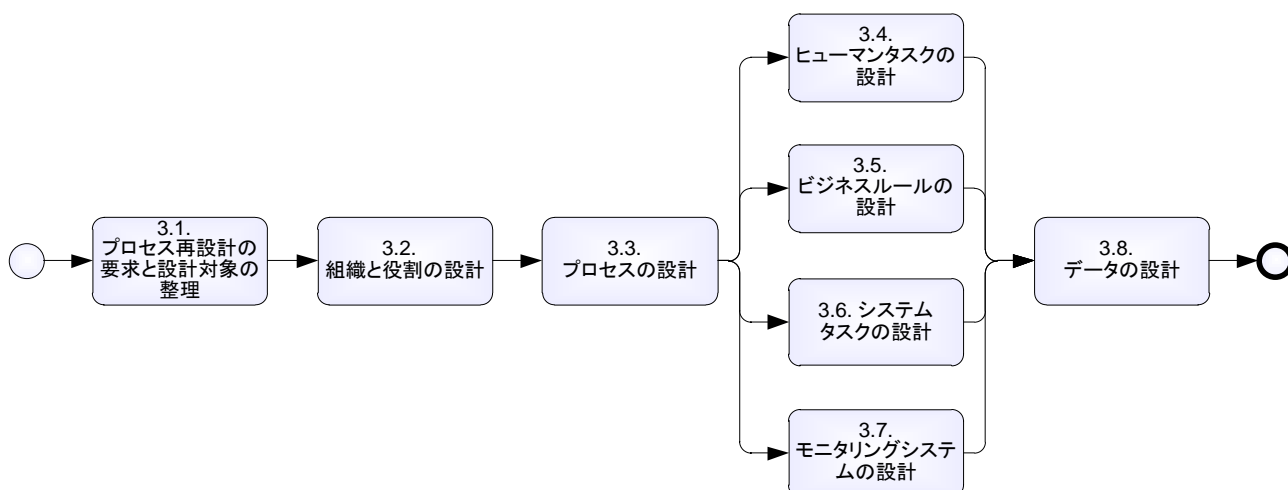 3.1.
プロセス再設計の
要求と設計対象の
整理
3.2.
組織と役割の設計
3.3.
プロセスの設計
3.4.
ヒューマンタスクの
設計
3.5.
ビジネスルールの
設計
3.6. システム
タスクの設計
3.7.
モニタリングシステ
ムの設計
3.8.
データの設計